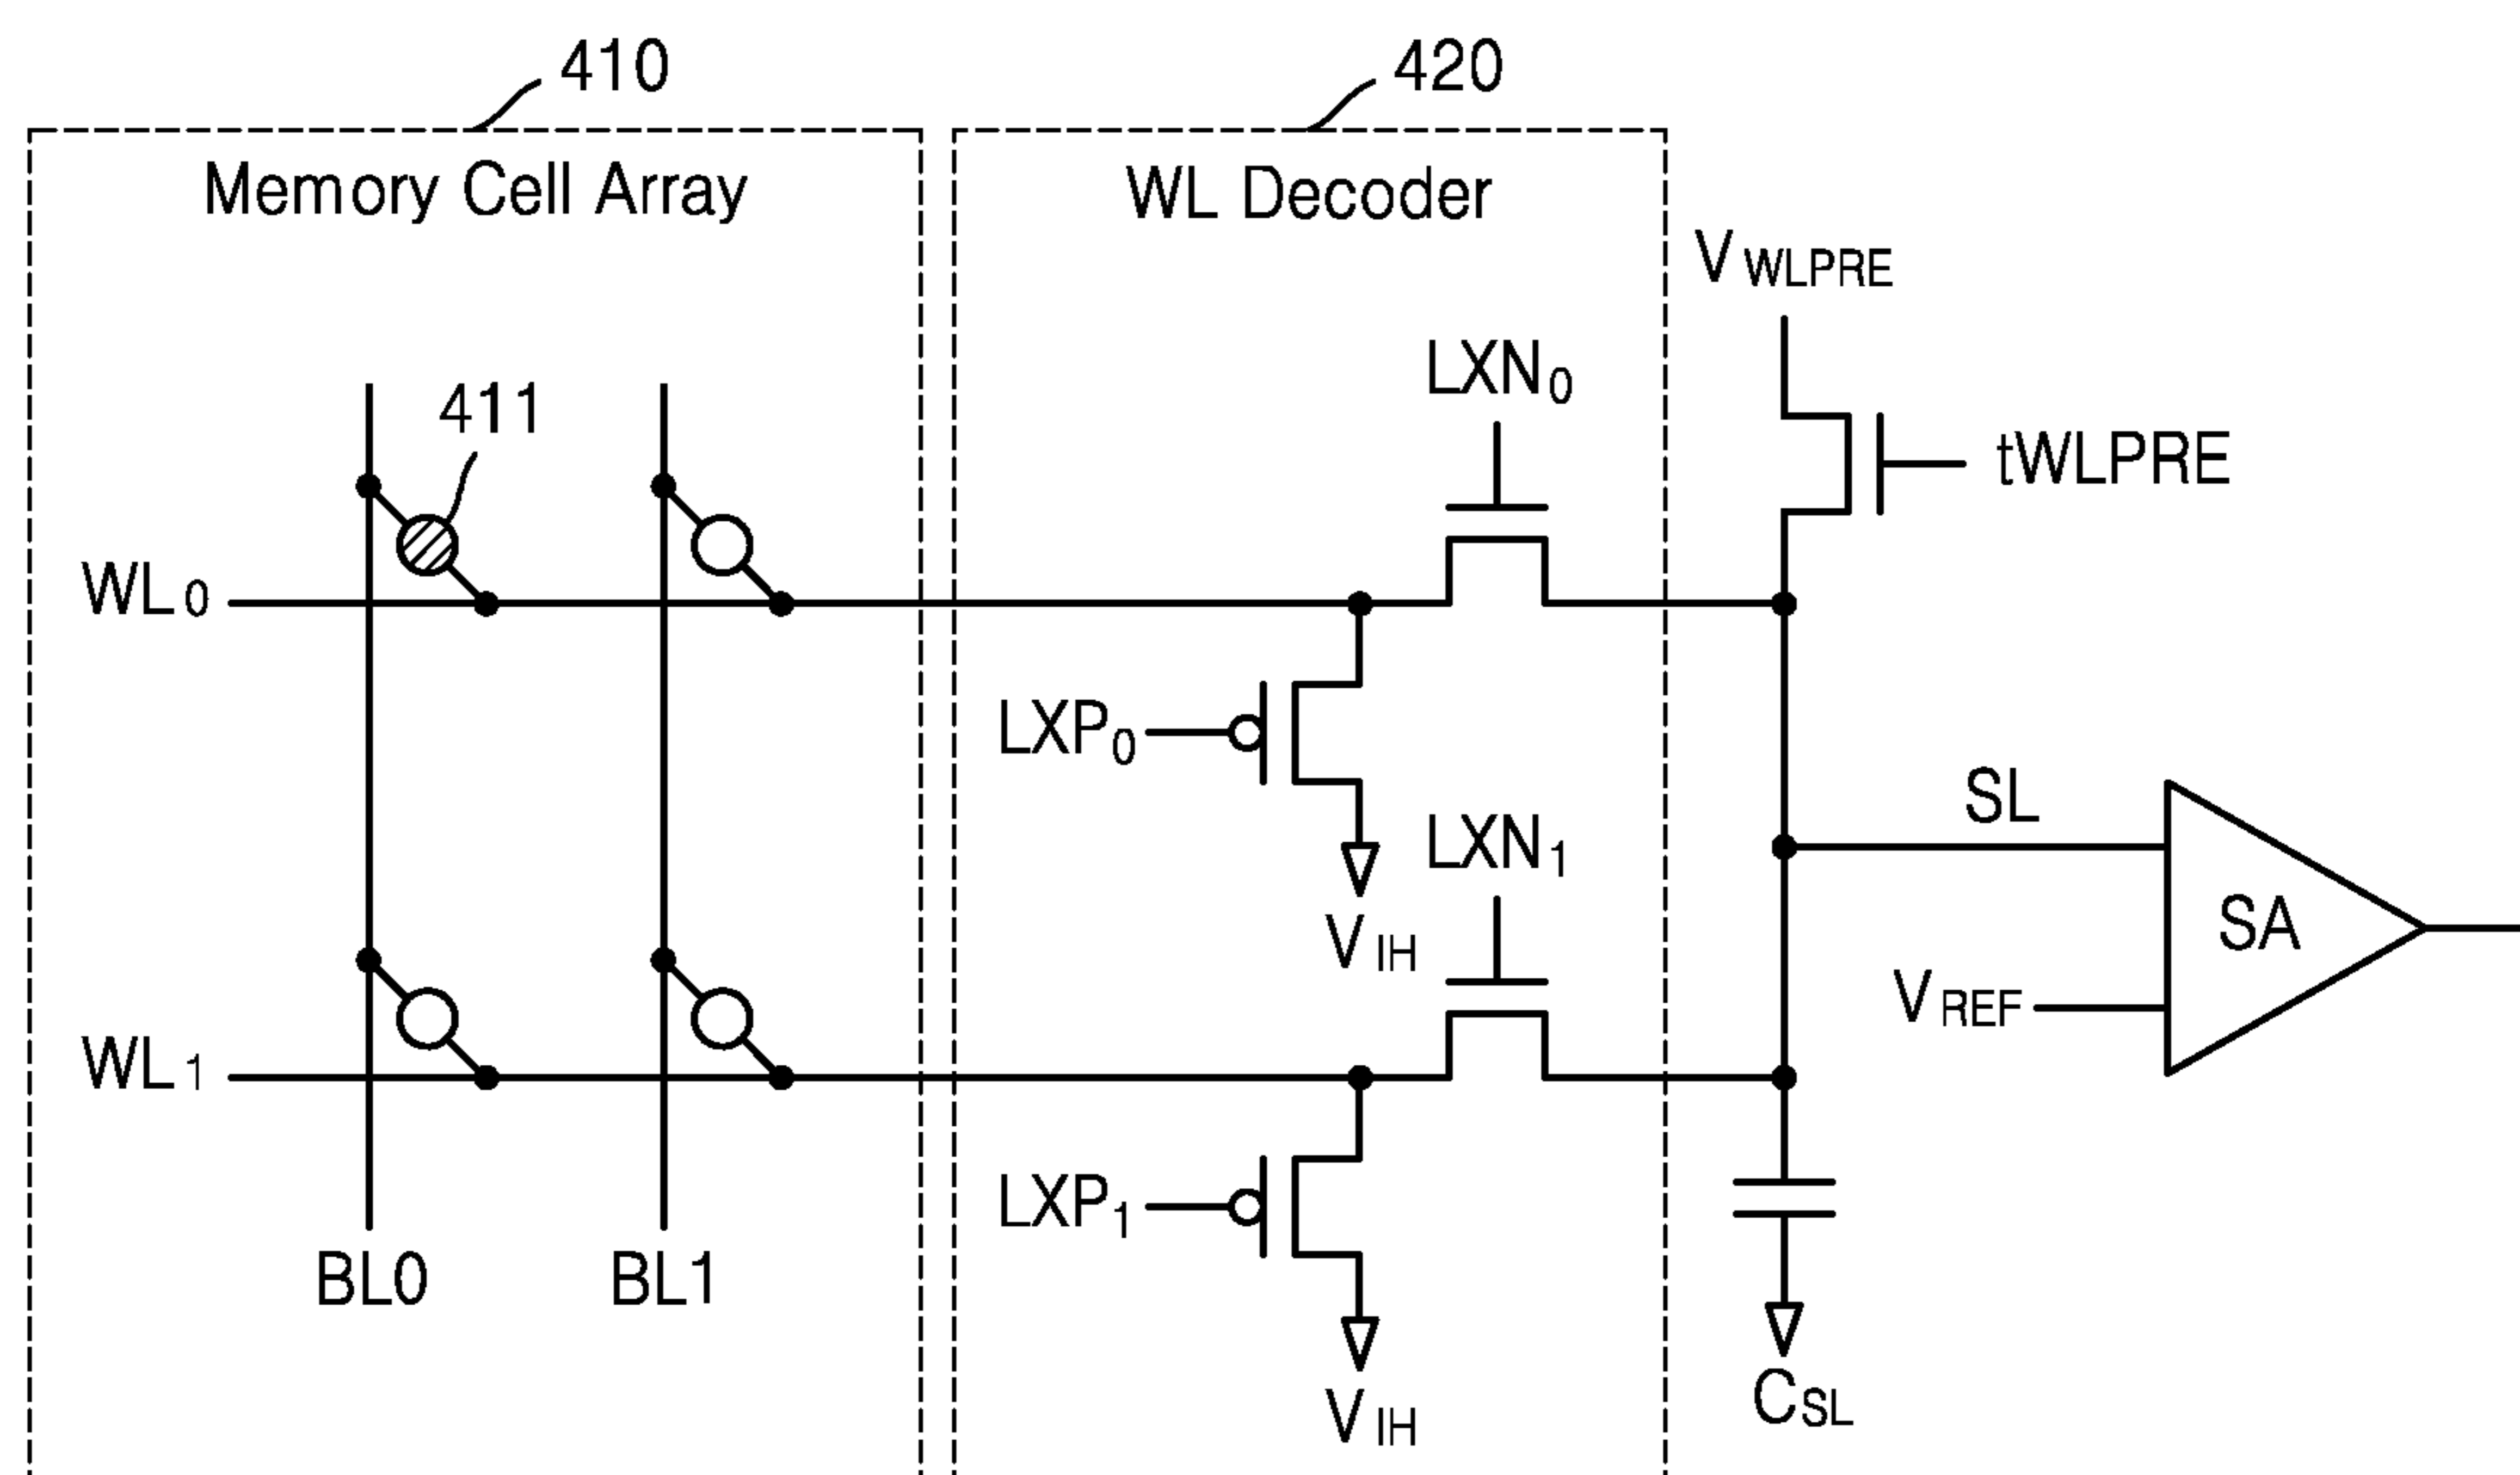 410
420
Memory Cell Array
WL Decoder
VWLPRE
LXN0
411
tWLPRE
WL0
LXP0
SL
LXN1
SA
VIH
VREF
WL1
LXP1
BL0
BL1
CSL
VIH